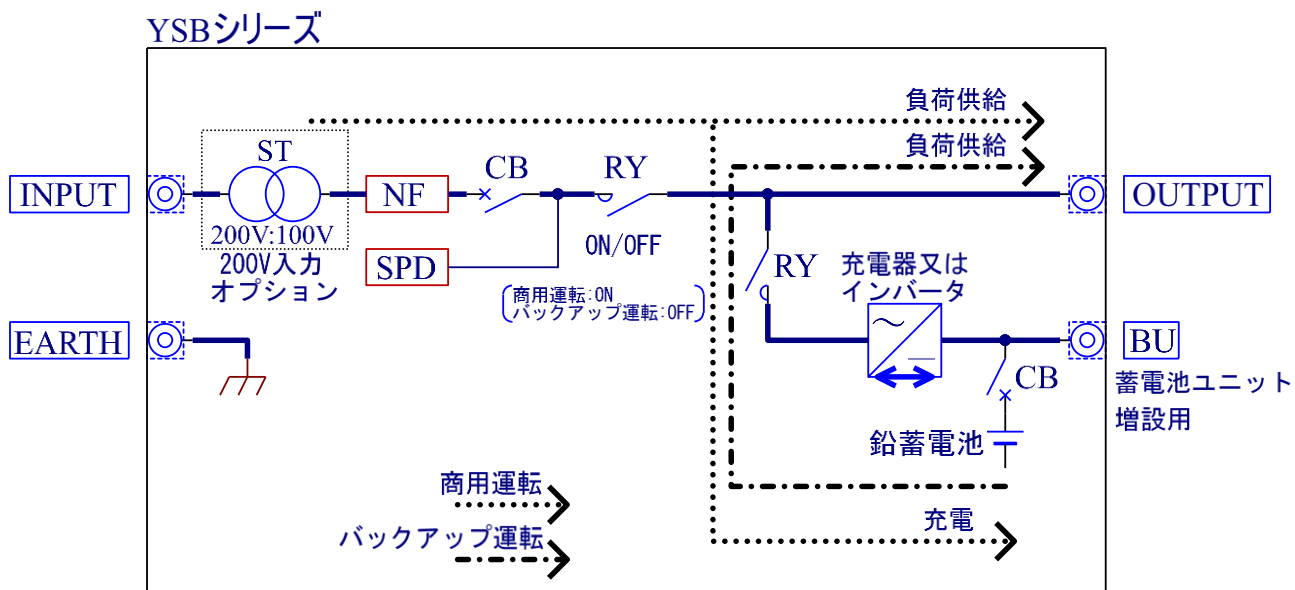 YSBシリーズ
負荷供給
負荷供給
ST
CB
RY
INPUT
NF
OUTPUT
200V:100V
ON/OFF
200V入力
オプション
SPD
RY
充電器又は
インバータ
商用運転:ON
バックアップ運転:OFF
EARTH
BU
CB
蓄電池ユニット
増設用
鉛蓄電池
商用運転
充電
バックアップ運転